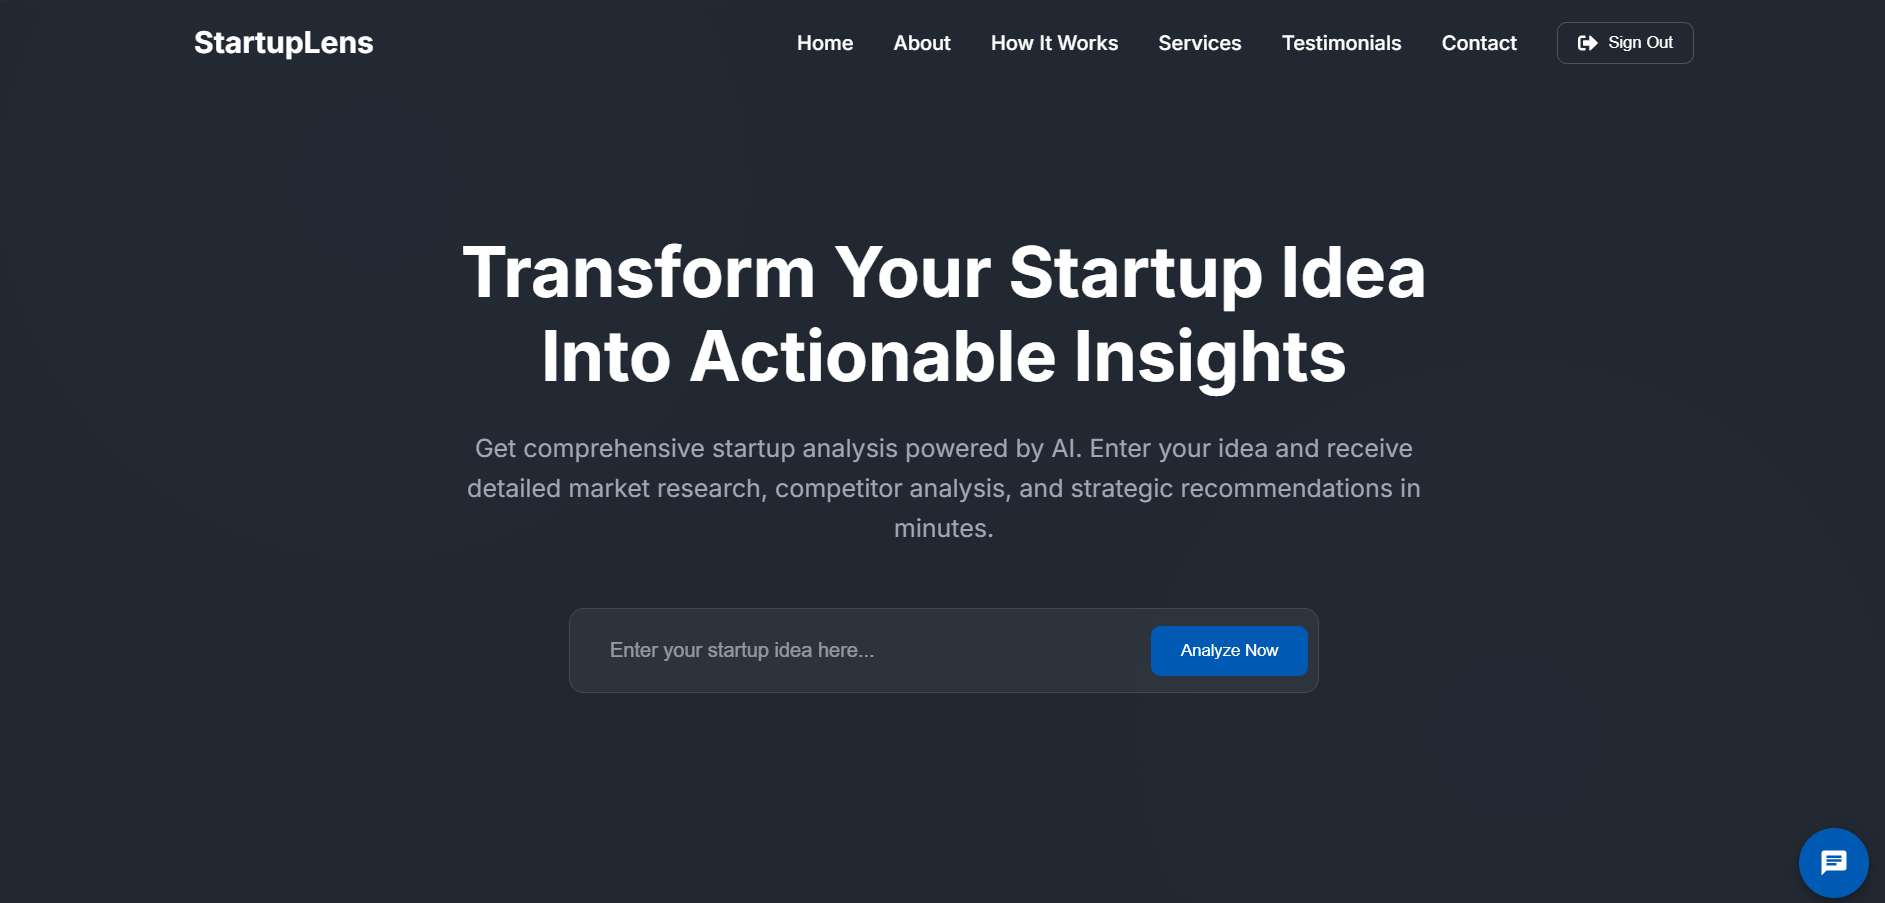 StartupLens
Home
About
How It Works
Services
Testimonials
Contact
Sign Out
Transform Your Startup Idea
Into Actionable Insights
Get comprehensive startup analysis powered by AI. Enter your idea and receive
detailed market research, competitor analysis, and strategic recommendations in
minutes.
Enter your startup idea here...
Analyze Now